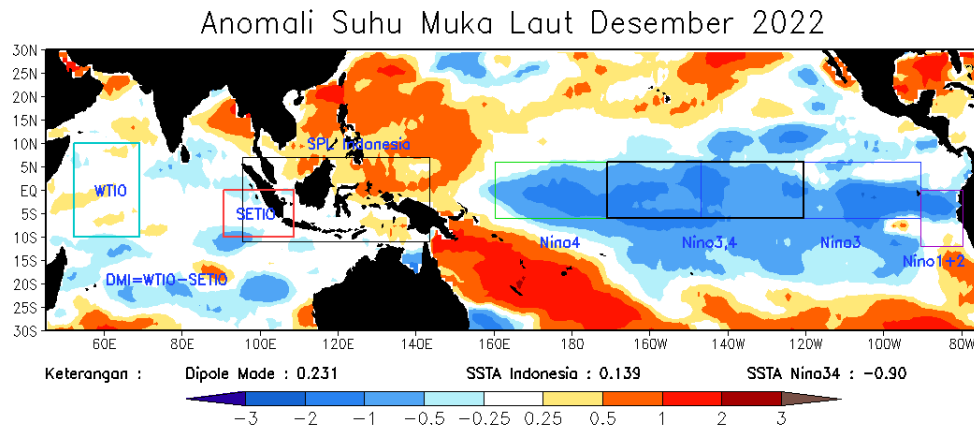 Anomali Suhu Muka Laut Desember 2022
30N
25N
20N
15N
10N
5N
EQ
5S
10S
15S
20S
25S
30S
SPL Indonesia
WTIO
SETIO
Nino4
Nino3,4
Nino3
Nino1+2
DMI=WTIO-SETIO
60E 80E 100E 120E 140E 160E 180 160W 140W 120W 100W 80W
Keterangan : Dipole Mode : 0.231 SSTA Indonesia : 0.139 SSTA Nino34 : -0.90
-3 -2 -1 -0.5 -0.25 0.25 0.5 1 2 3